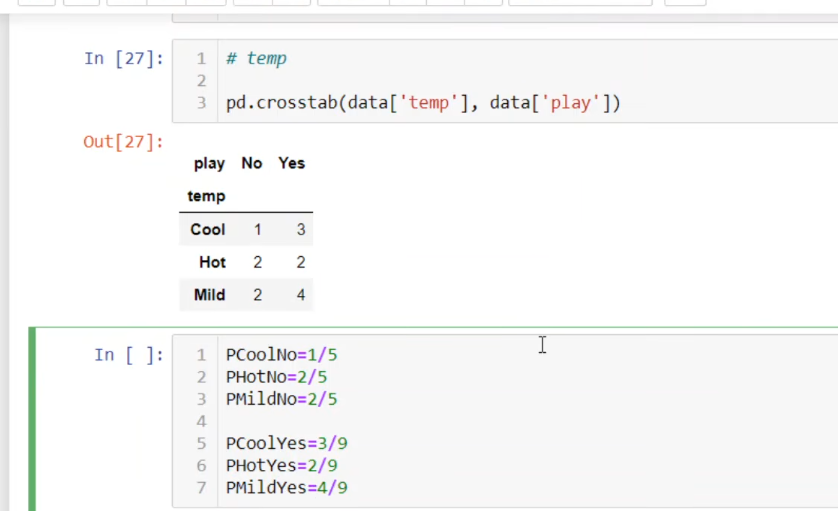 In [27]:
1 # temp
2
3 pd.crosstab(data['temp'], data['play'])
Out[27]:
play No Yes
temp
Cool 1 3
Hot 2 2
Mild 2 4
In [ ]:
1 PCoolNo=1/5
2 PHotNo=2/5
3 PMildNo=2/5
4
5 PCoolYes=3/9
6 PHotYes=2/9
7 PMildYes=4/9